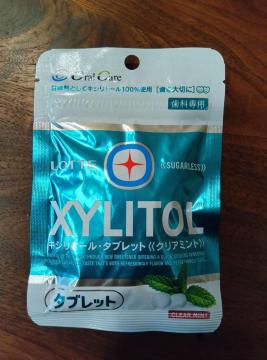 Oral Care
甘味料としてキシリトール100%使用 [歯に大切に]
歯科専用
LOTTE
《SUGARLESS》
XYLITOL
キシリトール・タブレット《クリアミント》
タブレット
CLEAR MINT